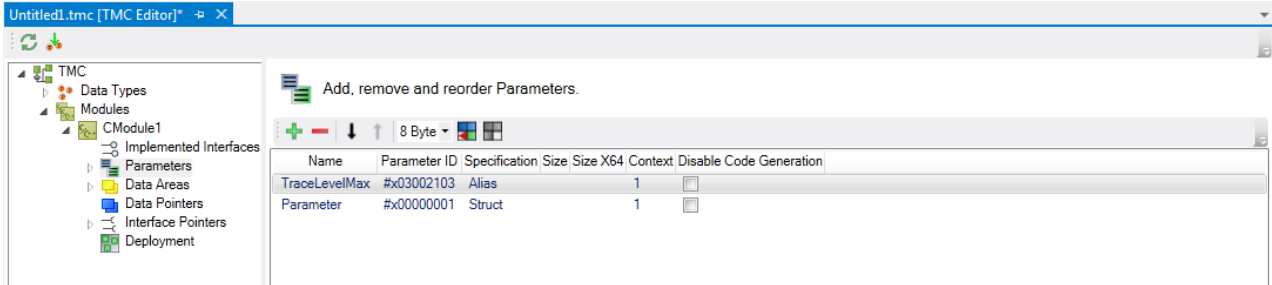 Untitled1.tmc [TMC Editor]*
TMC
Data Types
Modules
CModule1
Implemented Interfaces
Parameters
Data Areas
Data Pointers
Interface Pointers
Deployment
Add, remove and reorder Parameters.
8 Byte
Name Parameter ID Specification Size Size X64 Context Disable Code Generation
TraceLevelMax #x03002103 Alias 1
Parameter #x00000001 Struct 1